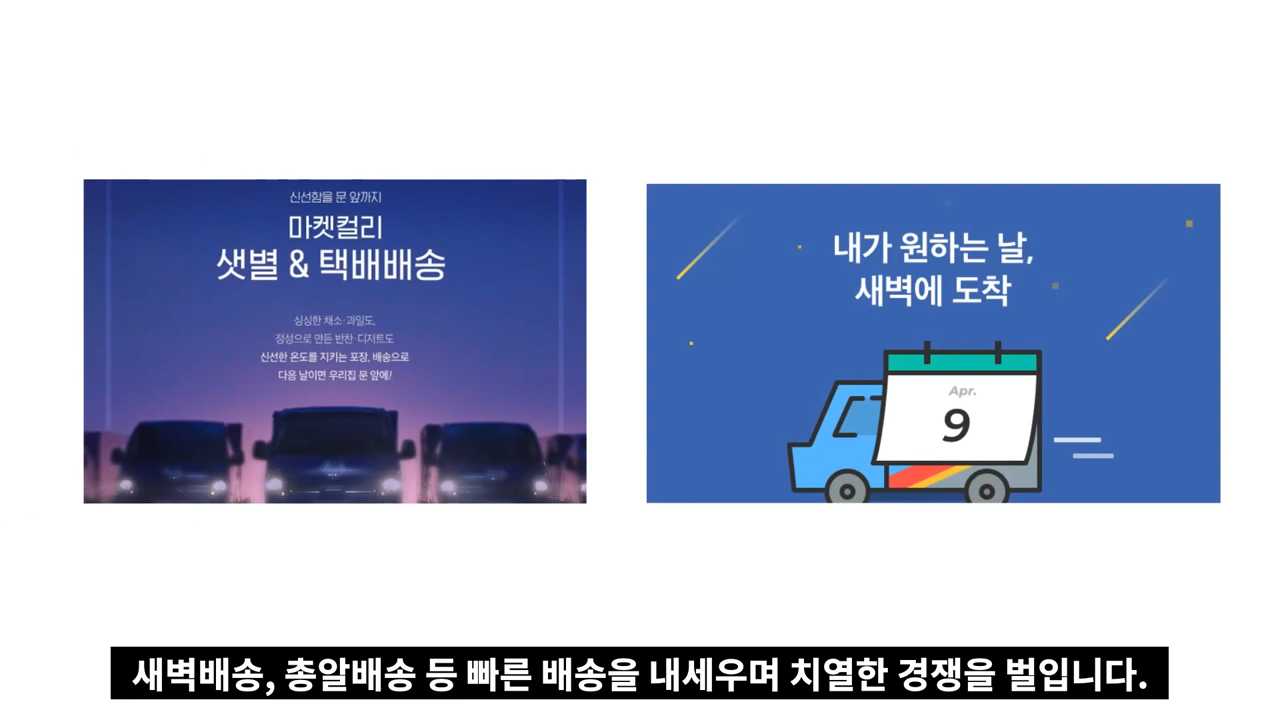 신선함을 문 앞까지
마켓컬리
샛별 & 택배배송
싱싱한 채소·과일도,
정성으로 만든 반찬·디저트도
신선한 온도를 지키는 포장, 배송으로
다음 날이면 우리집 문 앞에!
내가 원하는 날,
새벽에 도착
Apr.
9
새벽배송, 총알배송 등 빠른 배송을 내세우며 치열한 경쟁을 벌입니다.